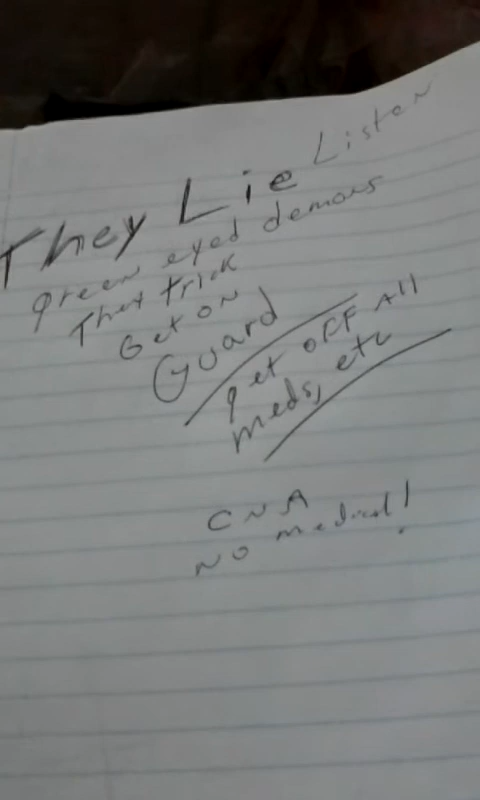 They Lie Listen
green eyed demons
That trick
Get on
Guard
get off All
meds, etc
CNA
No medical!